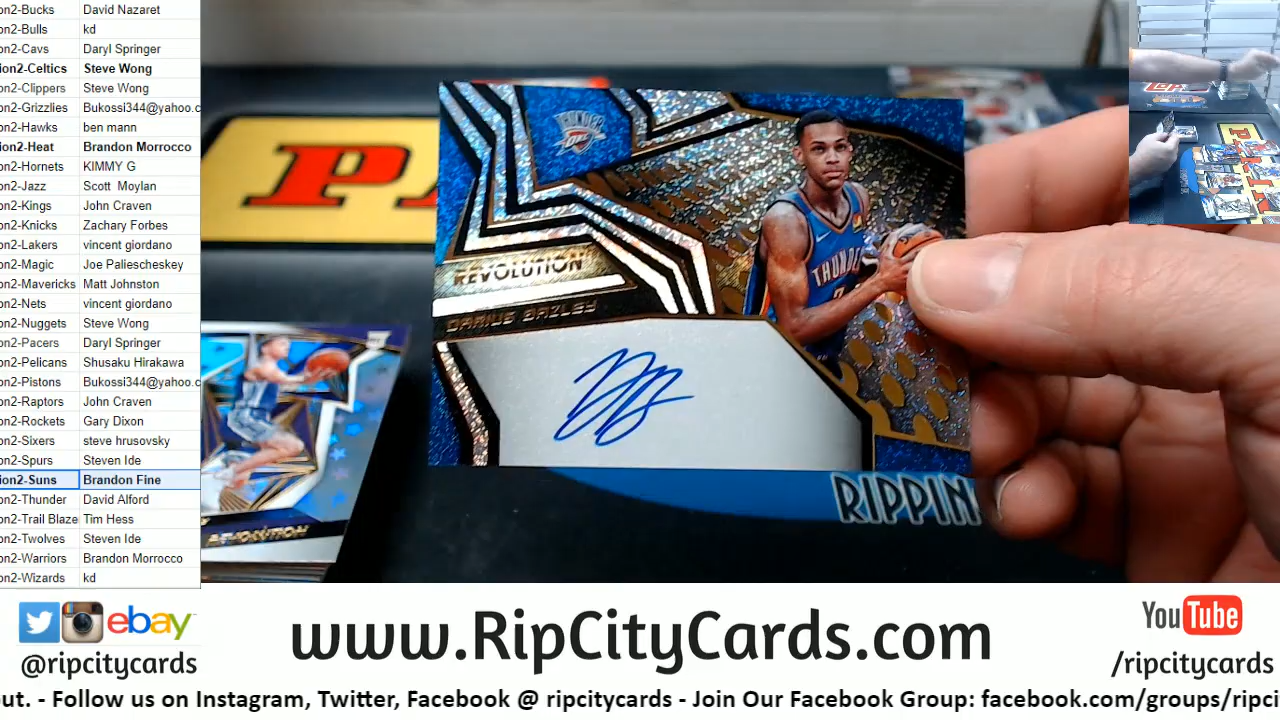 on2-Bucks David Nazaret
on2-Bulls kd
on2-Cavs Daryl Springer
ion2-Celtics Steve Wong
on2-Clippers Steve Wong
on2-Grizzlies Bukossi344@yahoo.c
on2-Hawks ben mann
ion2-Heat Brandon Morrocco
on2-Hornets KIMMY G
on2-Jazz Scott Moylan
on2-Kings John Craven
on2-Knicks Zachary Forbes
on2-Lakers vincent giordano
on2-Magic Joe Palieschesky
on2-Mavericks Matt Johnston
on2-Nets vincent giordano
on2-Nuggets Steve Wong
on2-Pacers Daryl Springer
on2-Pelicans Shusaku Hirakawa
on2-Pistons Bukossi344@yahoo.c
on2-Raptors John Craven
on2-Rockets Gary Dixon
on2-Sixers steve hrusovsky
on2-Spurs Steven Ide
ion2-Suns Brandon Fine
on2-Thunder David Alford
on2-Trail Blaze Tim Hess
on2-Twolves Steven Ide
on2-Warriors Brandon Morrocco
on2-Wizards kd
PA
THUNDER
OKC
REVOLUTION
DARIUS BAZLEY
THUNDE
RIPPIN
REVOLUTION
ebay
@ripcitycards
www.RipCityCards.com
YouTube
/ripcitycards
out. - Follow us on Instagram, Twitter, Facebook @ ripcitycards - Join Our Facebook Group: facebook.com/groups/ripci